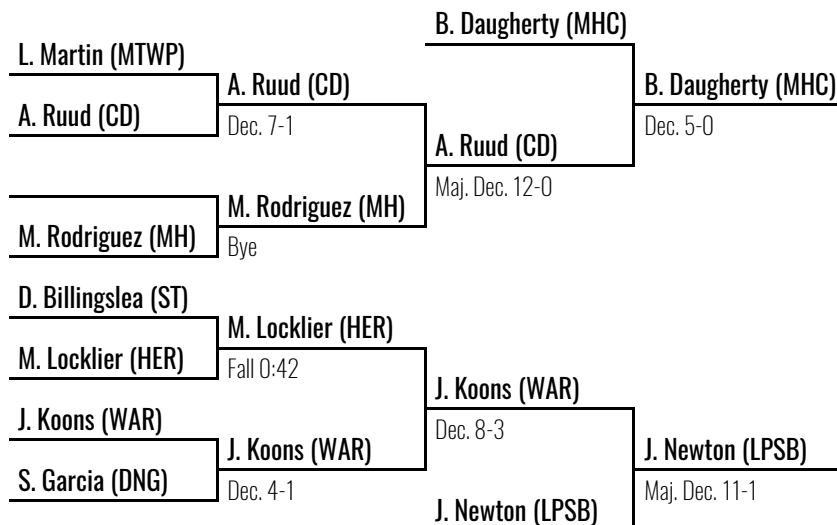 B. Daugherty (MHC)
L. Martin (MTWP)
A. Ruud (CD)
B. Daugherty (MHC)
A. Ruud (CD)
Dec. 7-1
Dec. 5-0
A. Ruud (CD)
Maj. Dec. 12-0
M. Rodriguez (MH)
M. Rodriguez (MH)
Bye
D. Billingslea (ST)
M. Locklier (HER)
M. Locklier (HER)
Fall 0:42
J. Koons (WAR)
J. Koons (WAR)
Dec. 8-3
J. Koons (WAR)
J. Newton (LPSB)
S. Garcia (DNG)
Dec. 4-1
Maj. Dec. 11-1
J. Newton (LPSB)